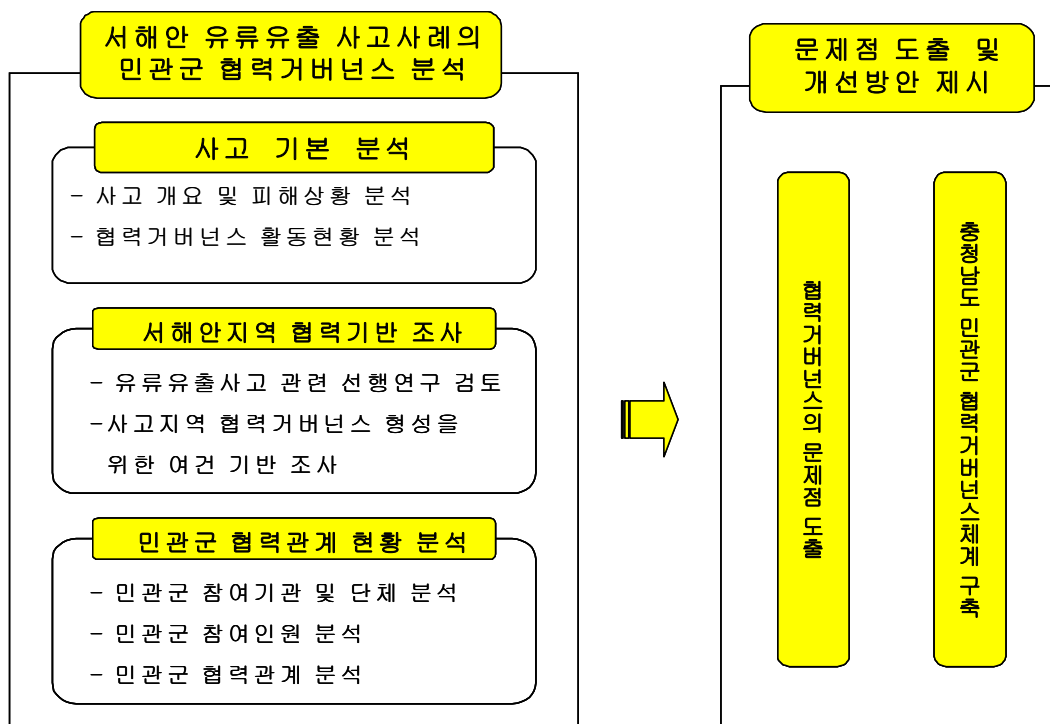 서해안 유류유출 사고사례의
민관군 협력거버넌스 분석
사고 기본 분석
- 사고 개요 및 피해상황 분석
- 협력거버넌스 활동현황 분석
서해안지역 협력기반 조사
- 유류유출사고 관련 선행연구 검토
-사고지역 협력거버넌스 형성을
위한 여건 기반 조사
민관군 협력관계 현황 분석
- 민관군 참여기관 및 단체 분석
- 민관군 참여인원 분석
- 민관군 협력관계 분석
문제점 도출 및
개선방안 제시
협력거버넌스의 문제점 도출
충청남도 민관군 협력거버넌스체계 구축